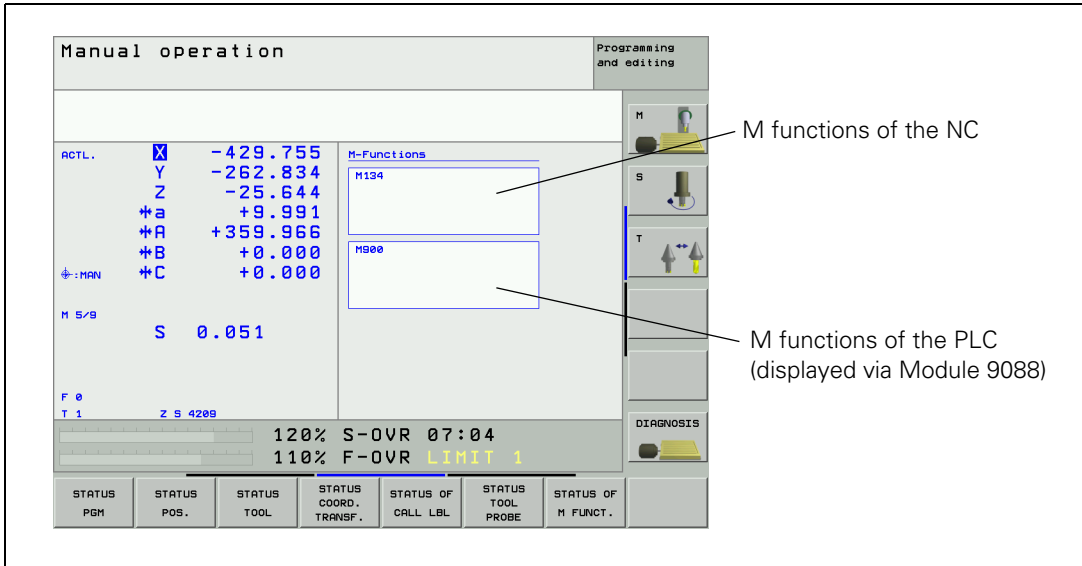 Manual operation
Programming
and editing
M
M functions of the NC
ACTL. X -429.755
Y -262.834
Z -25.644
*a +9.991
*A +359.966
*B +0.000
:MAN *C +0.000
M-Functions
M134
M900
S
T
M functions of the PLC
(displayed via Module 9088)
M 5/9
S 0.051
F 0
T 1 Z S 4209
120% S-OVR 07:04
110% F-OVR LIMIT 1
DIAGNOSIS
STATUS
PGM
STATUS
POS.
STATUS
TOOL
STATUS
COORD.
TRANSF.
STATUS OF
CALL LBL
STATUS
TOOL
PROBE
STATUS OF
M FUNCT.